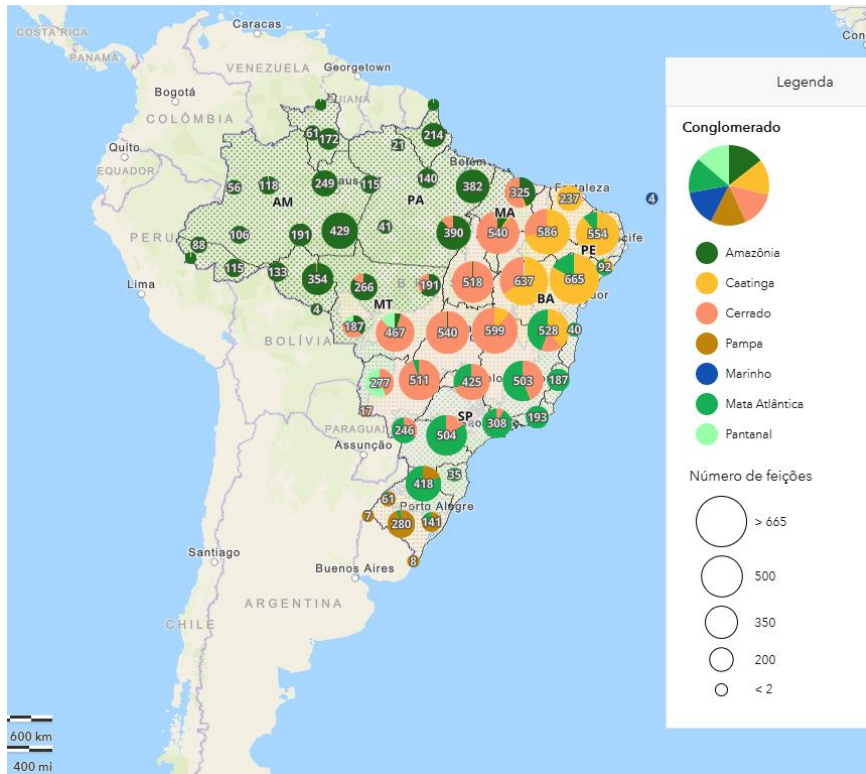 COSTA RICA
PANAMÁ
Caracas
VENEZUELA
Georgetown
GUIANA
Bogotá
COLÔMBIA
Quito
EQUADOR
61
172
214
21
Belém
Fortaleza
56
118
249
115
140
382
325
237
4
AM
PA
MA
PERU
88
106
191
429
41
390
540
586
554
PE
115
133
354
266
191
518
637
665
92
Lima
4
MT
BA
BOLÍVIA
187
467
540
599
528
40
277
511
425
503
187
17
SP
PARAGUAI
246
504
308
193
Assunção
418
35
61
Porto Alegre
7
280
141
8
Santiago
Buenos Aires
ARGENTINA
CHILE
600 km
400 mi
Con
Legenda
Conglomerado
Amazônia
Caatinga
Cerrado
Pampa
Marinho
Mata Atlântica
Pantanal
Número de feições
> 665
500
350
200
< 2